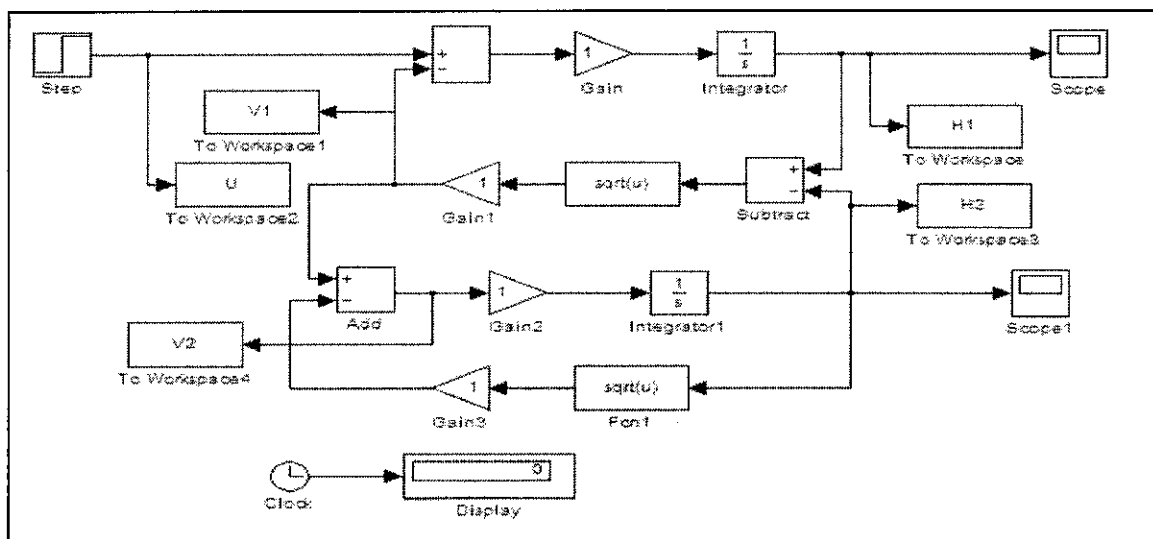 Step
+
−
1
Gain
1
s
Integrator
Scope
V1
To Workspace1
H1
To Workspace
U
To Workspace2
1
Gain1
sqrt(u)
+
−
Subtract
H2
To Workspace3
+
−
Add
1
Gain2
1
s
Integrator1
Scope1
V2
To Workspace4
1
Gain3
sqrt(u)
Fcn1
Clock
0
Display